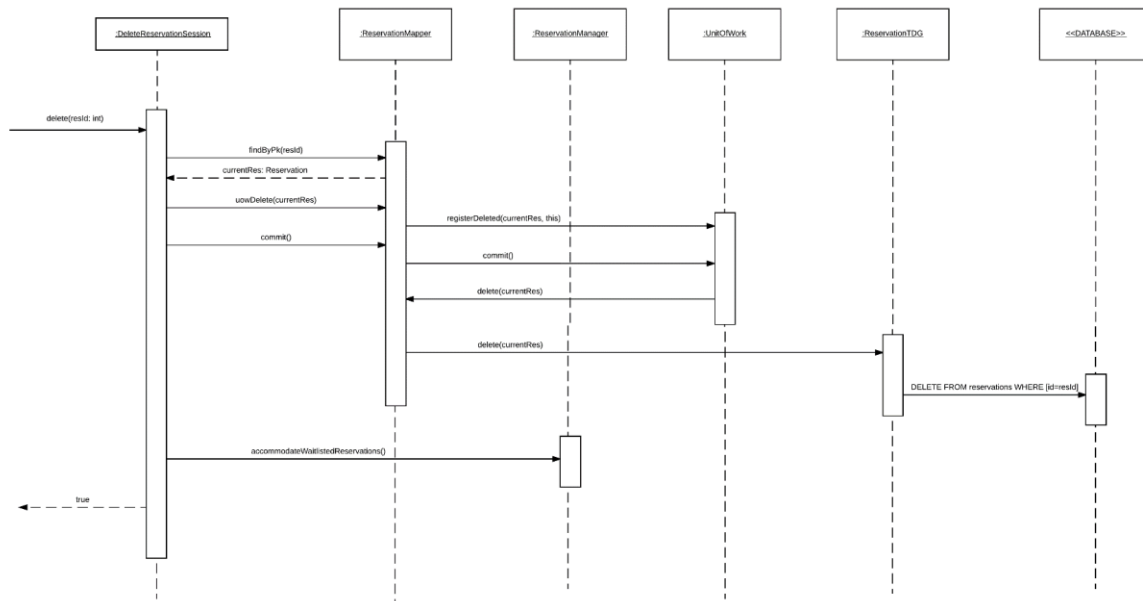 :DeleteReservationSession
:ReservationMapper
:ReservationManager
:UnitOfWork
:ReservationTDG
<<DATABASE>>
delete(resId: int)
findByPk(resId)
currentRes: Reservation
uowDelete(currentRes)
registerDeleted(currentRes, this)
commit()
commit()
delete(currentRes)
delete(currentRes)
DELETE FROM reservations WHERE [id=resId]
accommodateWaitlistedReservations()
true